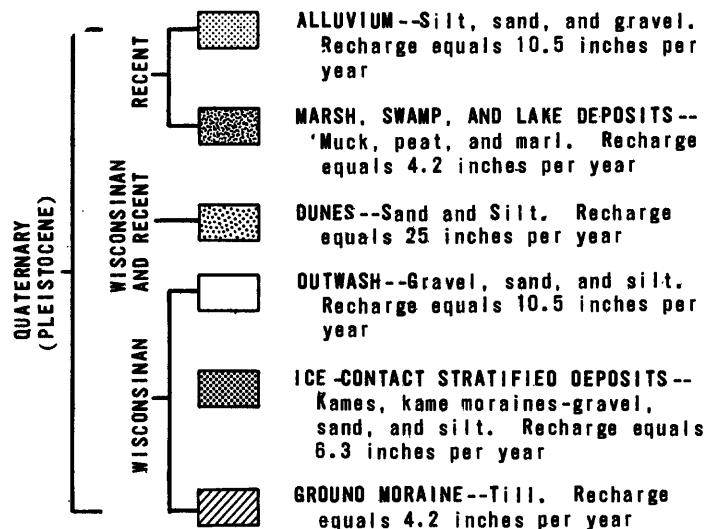 QUATERNARY
(PLEISTOCENE)
RECENT
ALLUVIUM--Silt, sand, and gravel.
Recharge equals 10.5 inches per
year
MARSH, SWAMP, AND LAKE DEPOSITS--
'Muck, peat, and marl. Recharge
equals 4.2 inches per year
WISCONSINAN
AND RECENT
DUNES--Sand and Silt. Recharge
equals 25 inches per year
WISCONSINAN
OUTWASH--Gravel, sand, and silt.
Recharge equals 10.5 inches per
year
ICE-CONTACT STRATIFIED DEPOSITS--
Kames, kame moraines-gravel,
sand, and silt. Recharge equals
6.3 inches per year
GROUND MORAINE--Till. Recharge
equals 4.2 inches per year